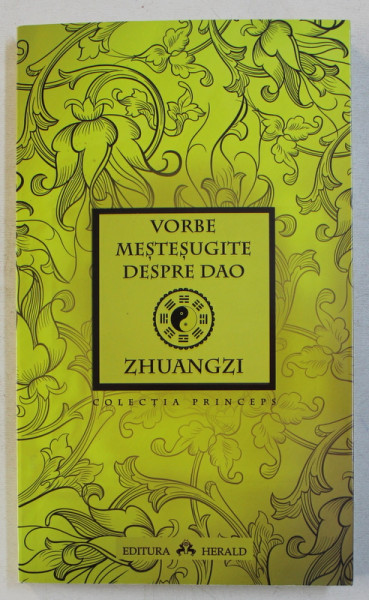 VORBE
MEȘTEȘUGITE
DESPRE DAO
ZHUANGZI
COLECȚIA PRINCEPS
EDITURA HERALD